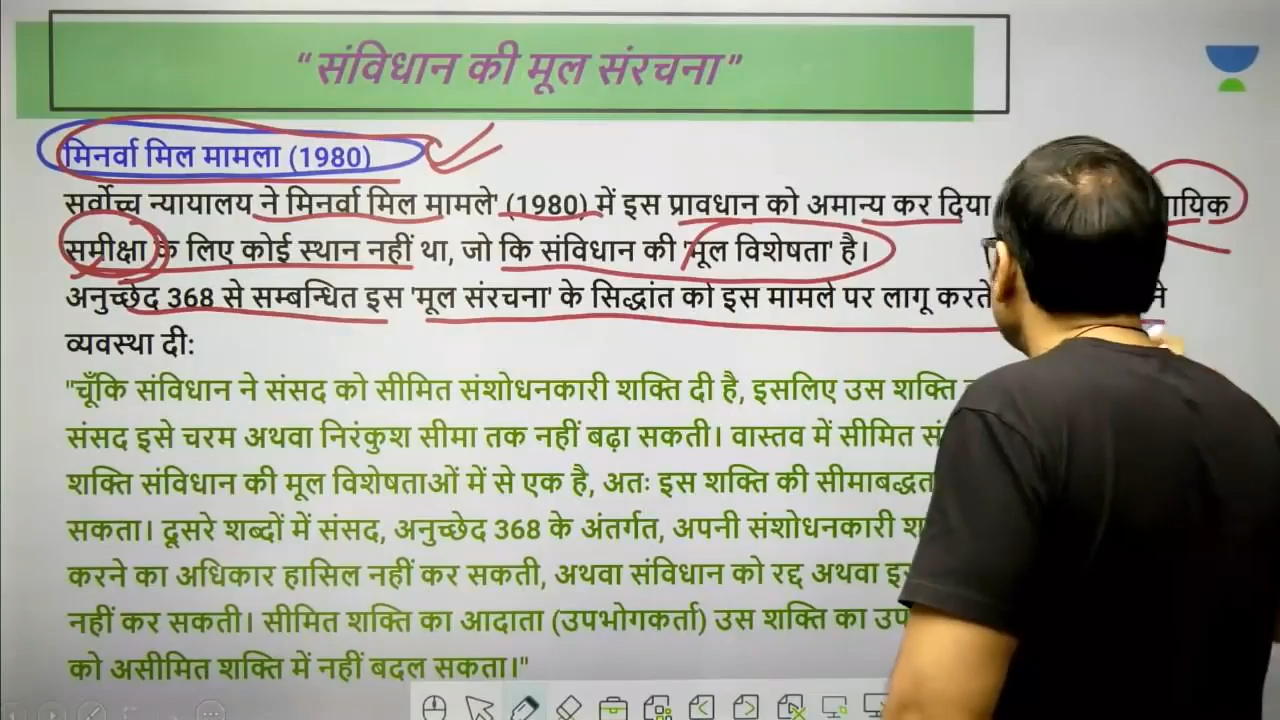 “संविधान की मूल संरचना”
मिनर्वा मिल मामला (1980)
सर्वोच्च न्यायालय ने मिनर्वा मिल मामले' (1980) में इस प्रावधान को अमान्य कर दिया
समीक्षा के लिए कोई स्थान नहीं था, जो कि संविधान की 'मूल विशेषता' है।
अनुच्छेद 368 से सम्बन्धित इस 'मूल संरचना' के सिद्धांत को इस मामले पर लागू करते
व्यवस्था दी:
"चूँकि संविधान ने संसद को सीमित संशोधनकारी शक्ति दी है, इसलिए उस शक्ति
संसद इसे चरम अथवा निरंकुश सीमा तक नहीं बढ़ा सकती। वास्तव में सीमित
शक्ति संविधान की मूल विशेषताओं में से एक है, अतः इस शक्ति की
सकता। दूसरे शब्दों में संसद, अनुच्छेद 368 के अंतर्गत, अपनी संशोधनकारी
करने का अधिकार हासिल नहीं कर सकती, अथवा संविधान को रद्द अथवा
नहीं कर सकती। सीमित शक्ति का आदाता (उपभोगकर्ता) उस शक्ति का
को असीमित शक्ति में नहीं बदल सकता।"